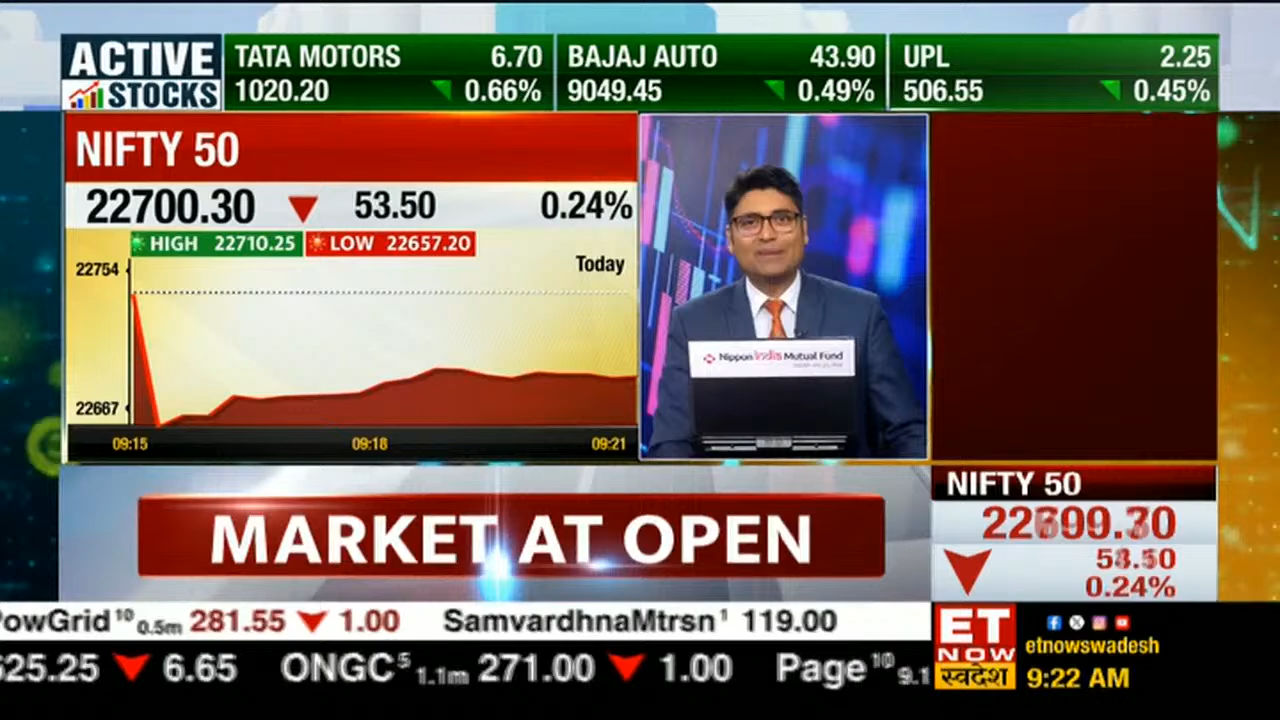 ACTIVE
STOCKS
TATA MOTORS 6.70
1020.20 0.66%
BAJAJ AUTO 43.90
9049.45 0.49%
UPL 2.25
506.55 0.45%
NIFTY 50
22700.30 53.50 0.24%
HIGH 22710.25 LOW 22657.20
Today
22754
22667
09:15 09:18 09:21
Nippon India Mutual Fund
MARKET AT OPEN
NIFTY 50
0.24%
PowGrid 10 0.5m 281.55 1.00 SamvardhnaMtrsn 1 119.00
525.25 6.65 ONGC 5 1.1m 271.00 1.00 Page 10 9.1
ET
NOW
स्वदेश
etnowswadesh
9:22 AM